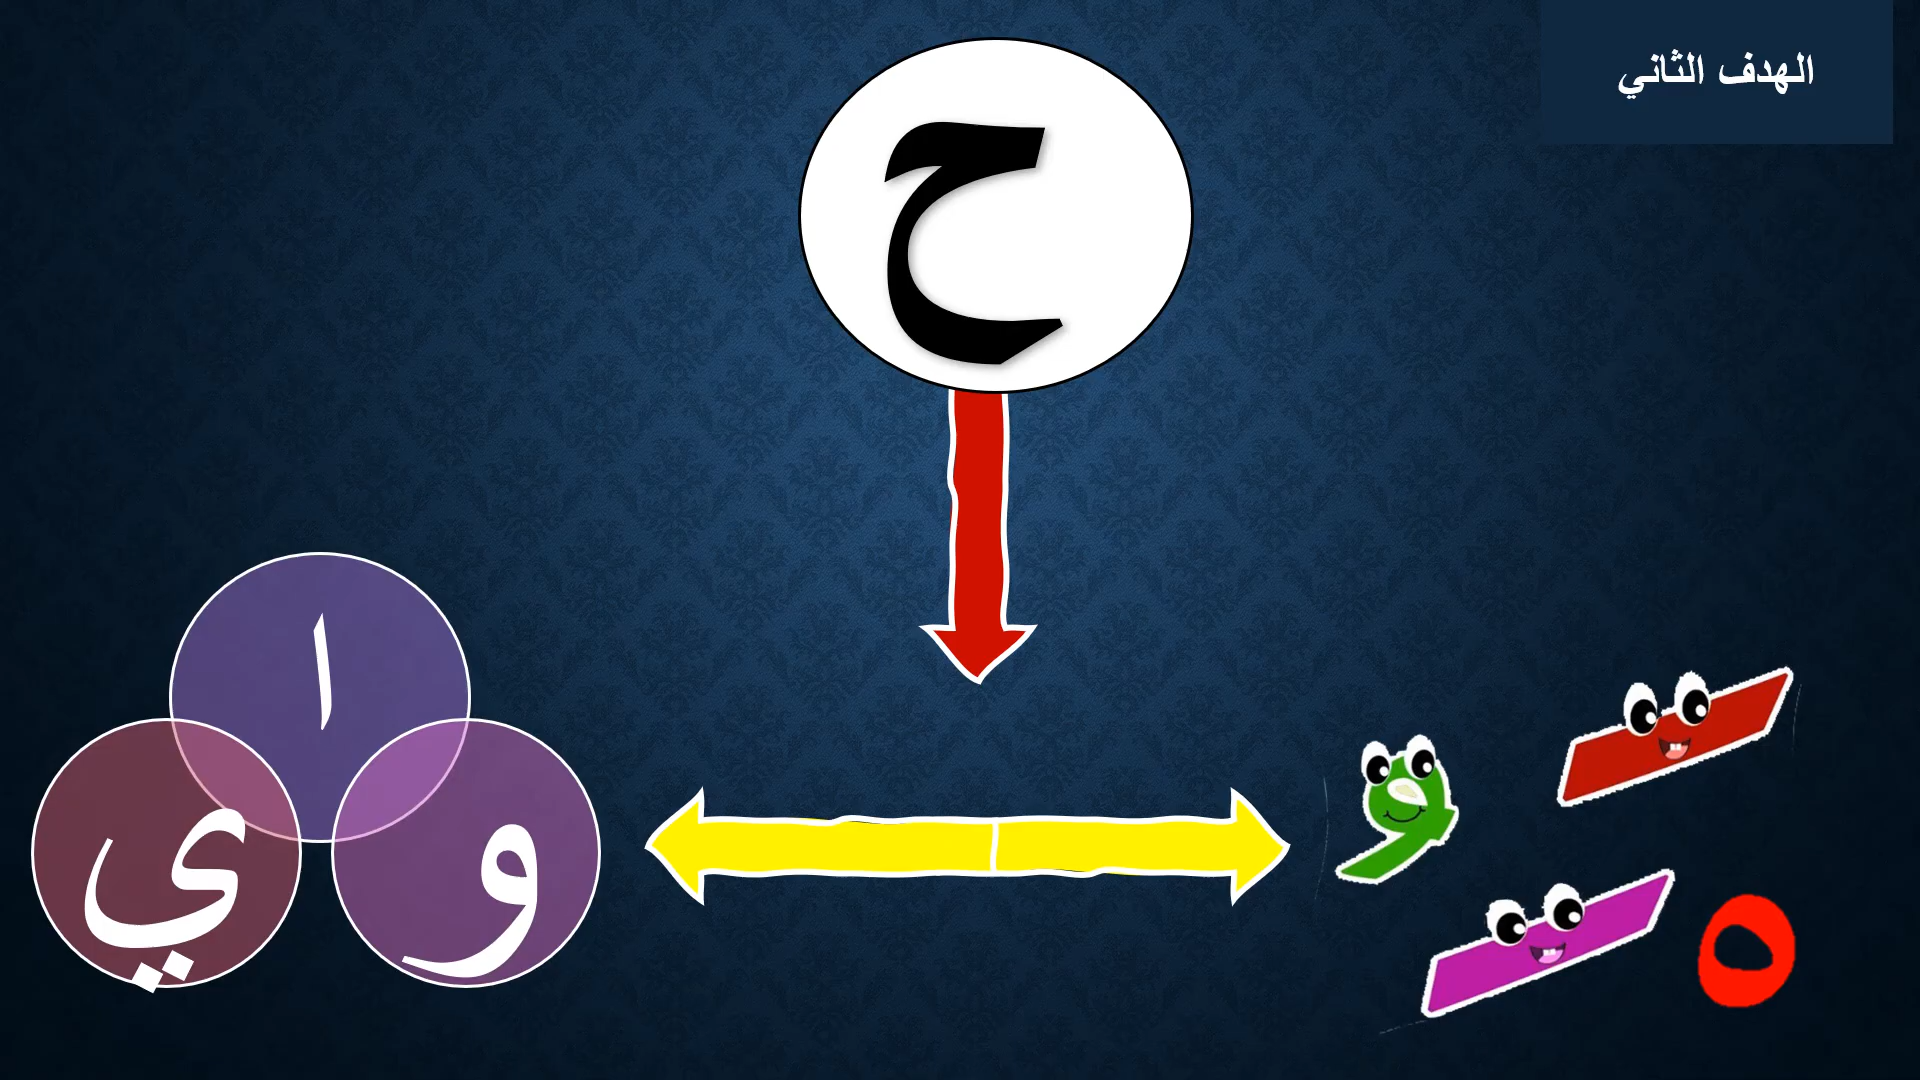 الهدف الثاني
ح
ا
و
ي